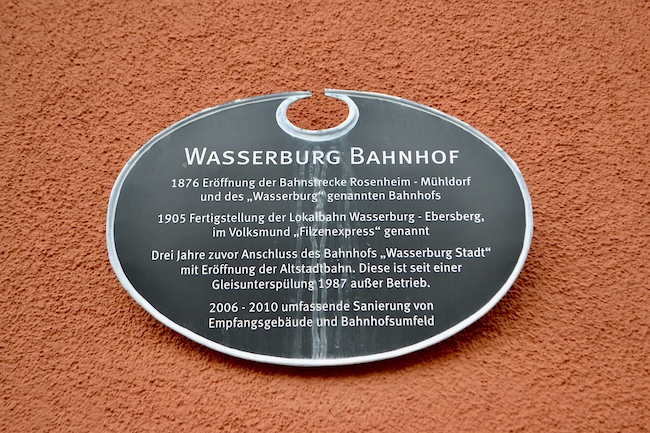 WASSERBURG BAHNHOF
1876 Eröffnung der Bahnstrecke Rosenheim - Mühldorf
und des „Wasserburg“ genannten Bahnhofs
1905 Fertigstellung der Lokalbahn Wasserburg - Ebersberg,
im Volksmund „Filzenexpress“ genannt
Drei Jahre zuvor Anschluss des Bahnhofs „Wasserburg Stadt“
mit Eröffnung der Altstadtbahn. Diese ist seit einer
Gleisunterspülung 1987 außer Betrieb.
2006 - 2010 umfassende Sanierung von
Empfangsgebäude und Bahnhofsumfeld